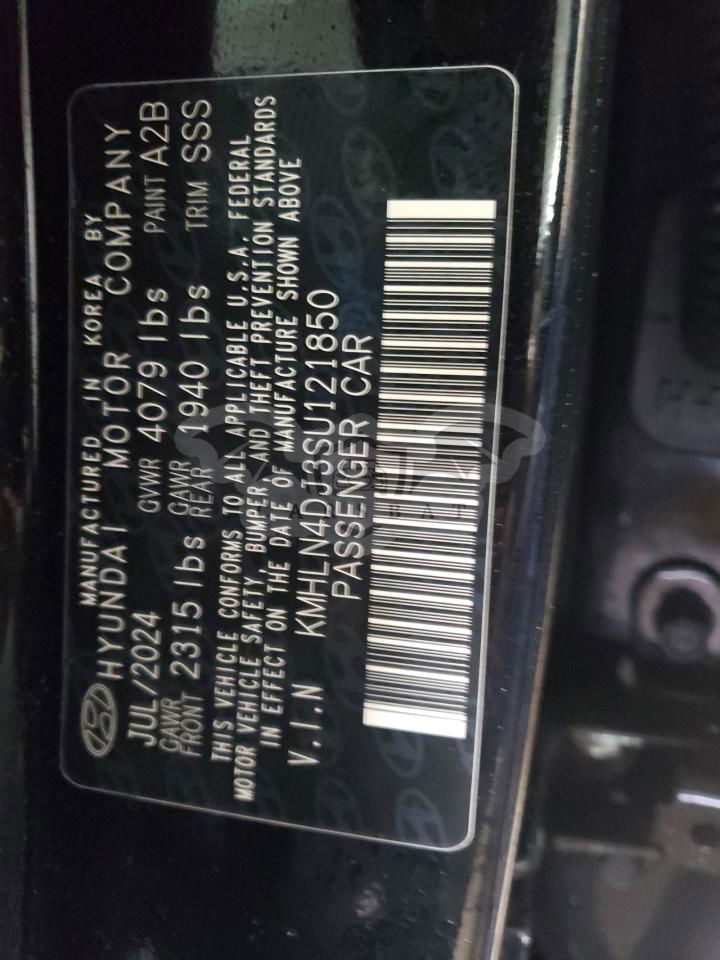 MANUFACTURED IN KOREA BY
HYUNDAI MOTOR COMPANY
JUL/2024 GVWR 4079 lbs PAINT A2B
GAWR FRONT 2315 lbs GAWR REAR 1940 lbs TRIM SSS
THIS VEHICLE CONFORMS TO ALL APPLICABLE U.S.A. FEDERAL
MOTOR VEHICLE SAFETY, BUMPER AND THEFT PREVENTION STANDARDS
IN EFFECT ON THE DATE OF MANUFACTURE SHOWN ABOVE
V.I.N KMHLN4DJ3SU121850
PASSENGER CAR